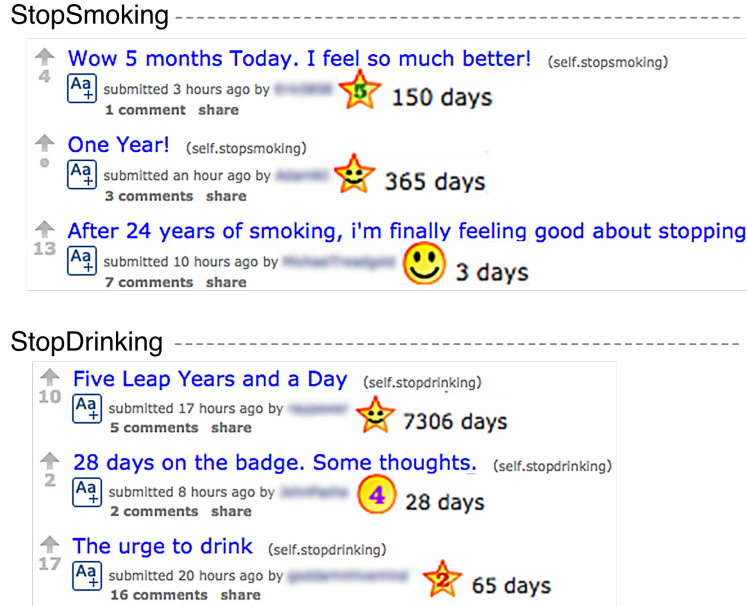 StopSmoking
Wow 5 months Today. I feel so much better! (self.stopsmoking)
4
Aa+ submitted 3 hours ago by 5 150 days
1 comment share
One Year! (self.stopsmoking)
Aa+ submitted an hour ago by 365 days
3 comments share
After 24 years of smoking, i'm finally feeling good about stopping
13
Aa+ submitted 10 hours ago by 3 days
7 comments share
StopDrinking
Five Leap Years and a Day (self.stopdrinking)
10
Aa+ submitted 17 hours ago by 7306 days
5 comments share
28 days on the badge. Some thoughts. (self.stopdrinking)
2
Aa+ submitted 8 hours ago by 4 28 days
2 comments share
The urge to drink (self.stopdrinking)
17
Aa+ submitted 20 hours ago by 2 65 days
16 comments share